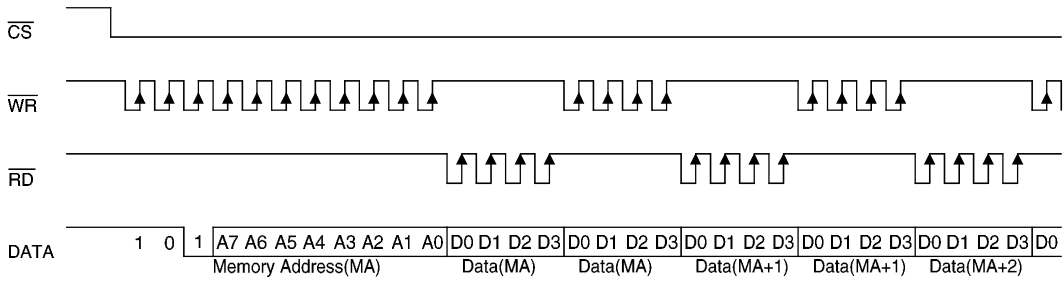 CS
WR
RD
DATA 1 0 1 A7 A6 A5 A4 A3 A2 A1 A0 D0 D1 D2 D3 D0 D1 D2 D3 D0 D1 D2 D3 D0 D1 D2 D3 D0 D1 D2 D3 D0
Memory Address(MA) Data(MA) Data(MA) Data(MA+1) Data(MA+1) Data(MA+2)